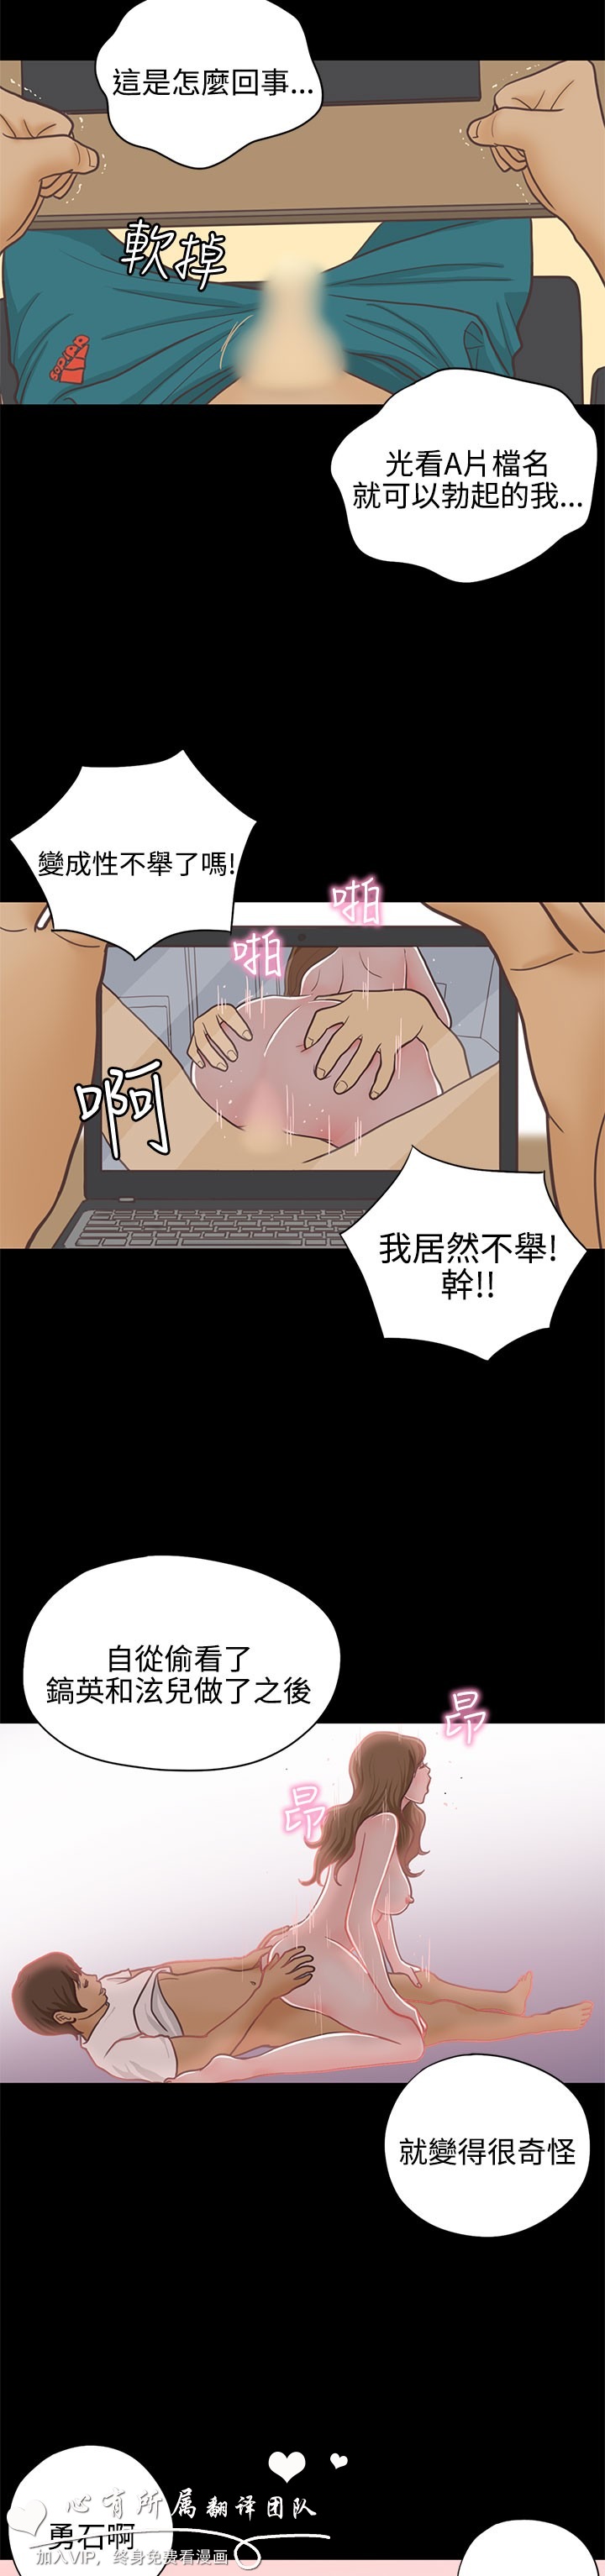 這是怎麼回事...
軟掉
光看A片檔名
就可以勃起的我...
變成性不舉了嗎!
啪
啪
啊
我居然不舉!
幹!!
自從偷看了
鎬英和泫兒做了之後
昂
昂
就變得很奇怪
心有所属翻译团队
勇石啊
加入VIP，终身免费看漫画